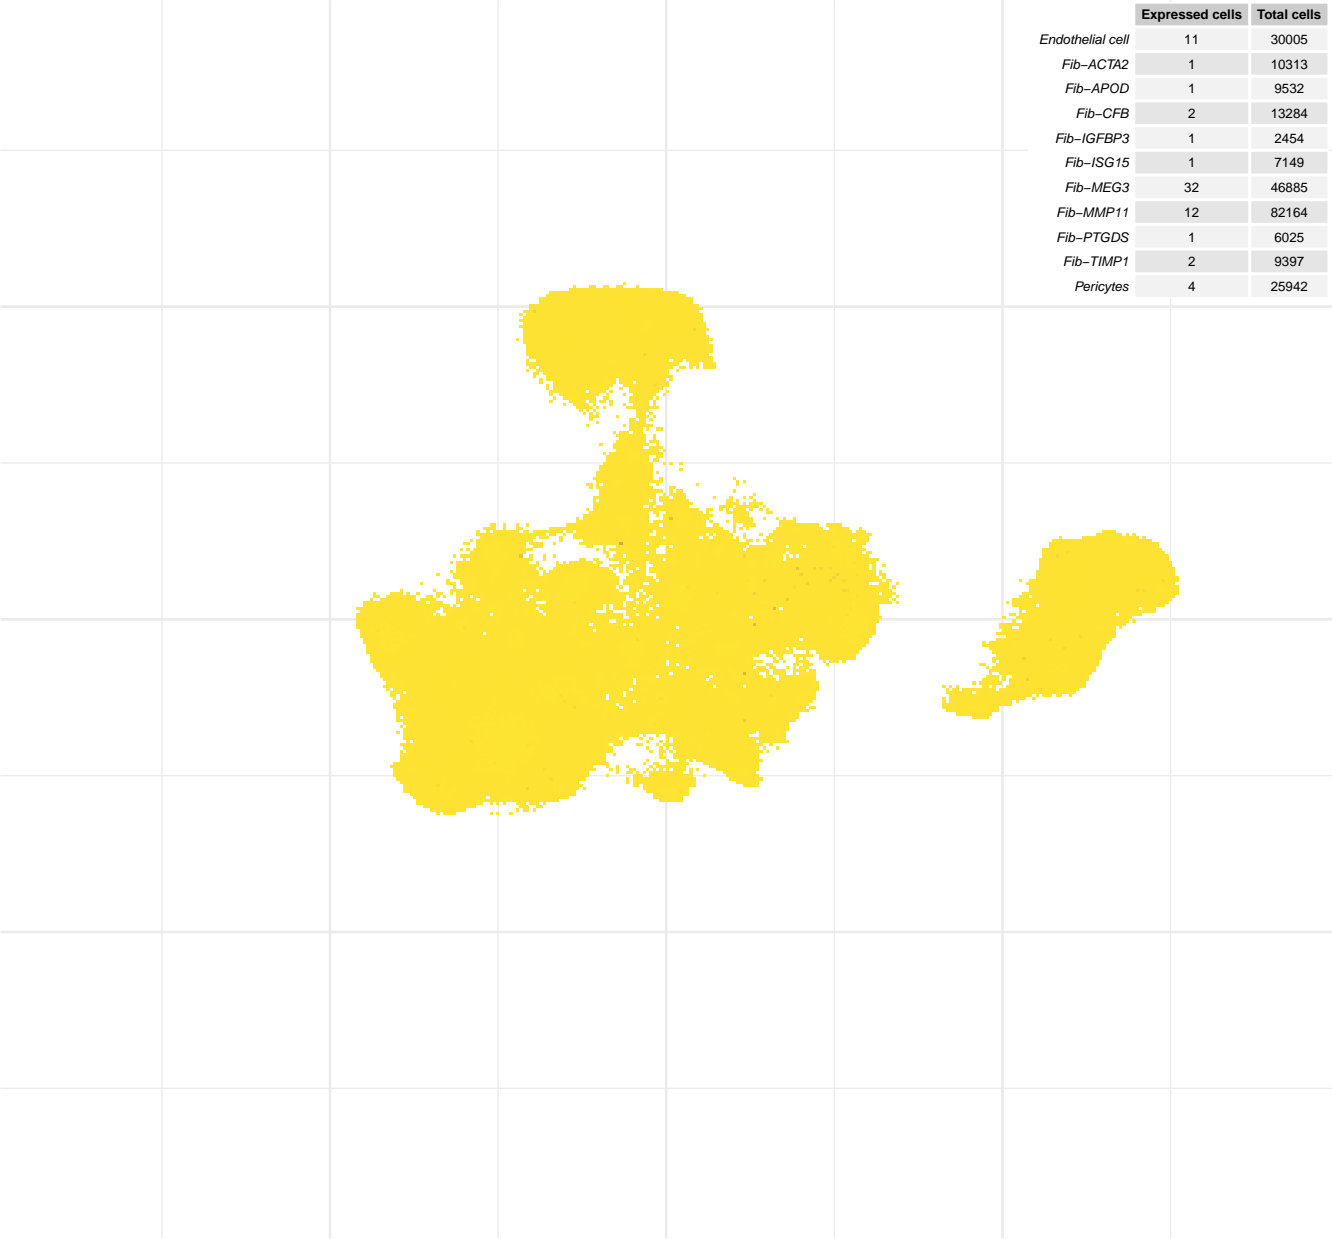 Expressed cells Total cells
Endothelial cell 11 30005
Fib−ACTA2 1 10313
Fib−APOD 1 9532
Fib−CFB 2 13284
Fib−IGFBP3 1 2454
Fib−ISG15 1 7149
Fib−MEG3 32 46885
Fib−MMP11 12 82164
Fib−PTGDS 1 6025
Fib−TIMP1 2 9397
Pericytes 4 25942